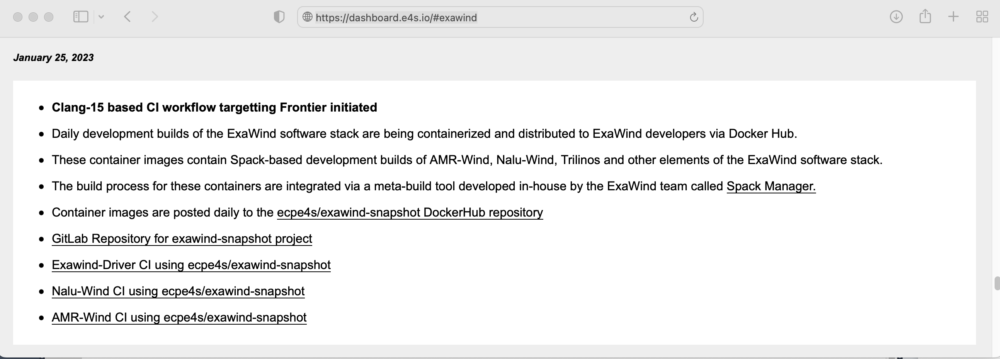 https://dashboard.e4s.io/#exawind
January 25, 2023
Clang-15 based CI workflow targetting Frontier initiated
Daily development builds of the ExaWind software stack are being containerized and distributed to ExaWind developers via Docker Hub.
These container images contain Spack-based development builds of AMR-Wind, Nalu-Wind, Trilinos and other elements of the ExaWind software stack.
The build process for these containers are integrated via a meta-build tool developed in-house by the ExaWind team called Spack Manager.
Container images are posted daily to the ecpe4s/exawind-snapshot DockerHub repository
GitLab Repository for exawind-snapshot project
Exawind-Driver CI using ecpe4s/exawind-snapshot
Nalu-Wind CI using ecpe4s/exawind-snapshot
AMR-Wind CI using ecpe4s/exawind-snapshot